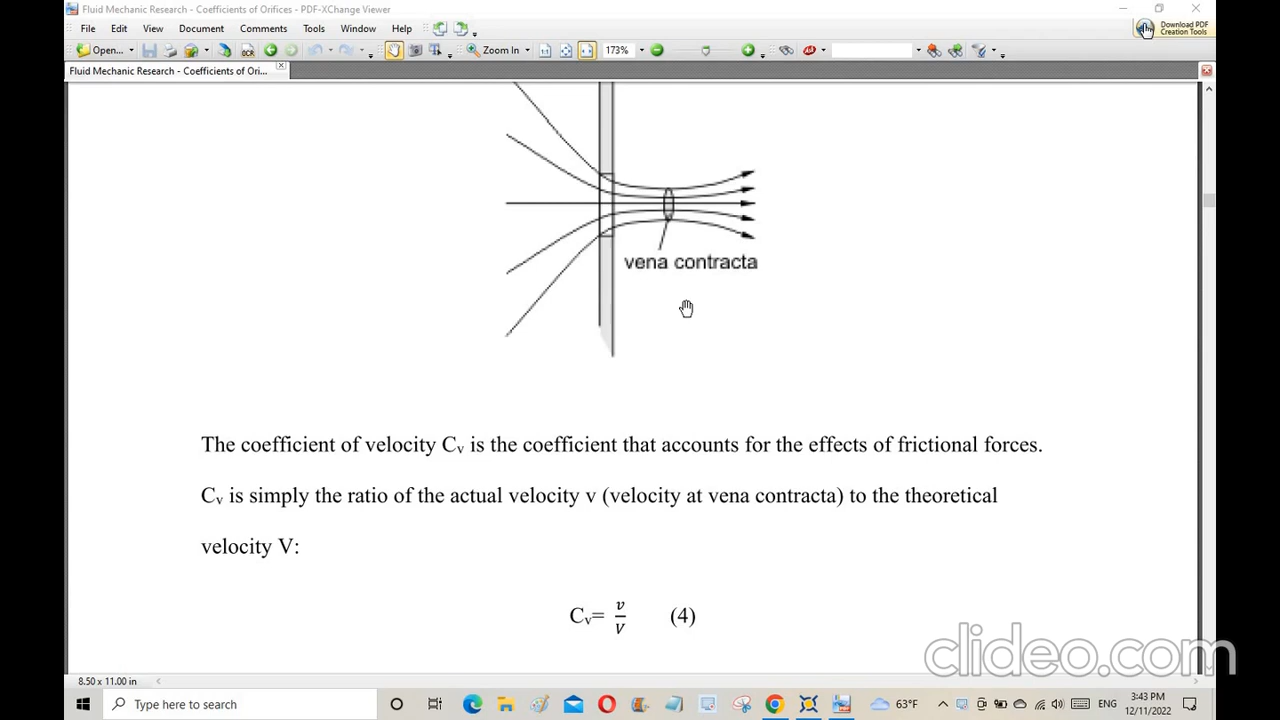 Fluid Mechanic Research - Coefficients of Orifices - PDF-XChange Viewer
File Edit View Document Comments Tools Window Help
Download PDF
Creation Tools
Open... Zoom In 173%
Fluid Mechanic Research - Coefficients of Ori...
vena contracta
The coefficient of velocity Cv is the coefficient that accounts for the effects of frictional forces.
Cv is simply the ratio of the actual velocity v (velocity at vena contracta) to the theoretical
velocity V:
Cv= v/V (4)
clideo.com
8.50 x 11.00 in
Type here to search
63°F
ENG
3:43 PM
12/11/2022